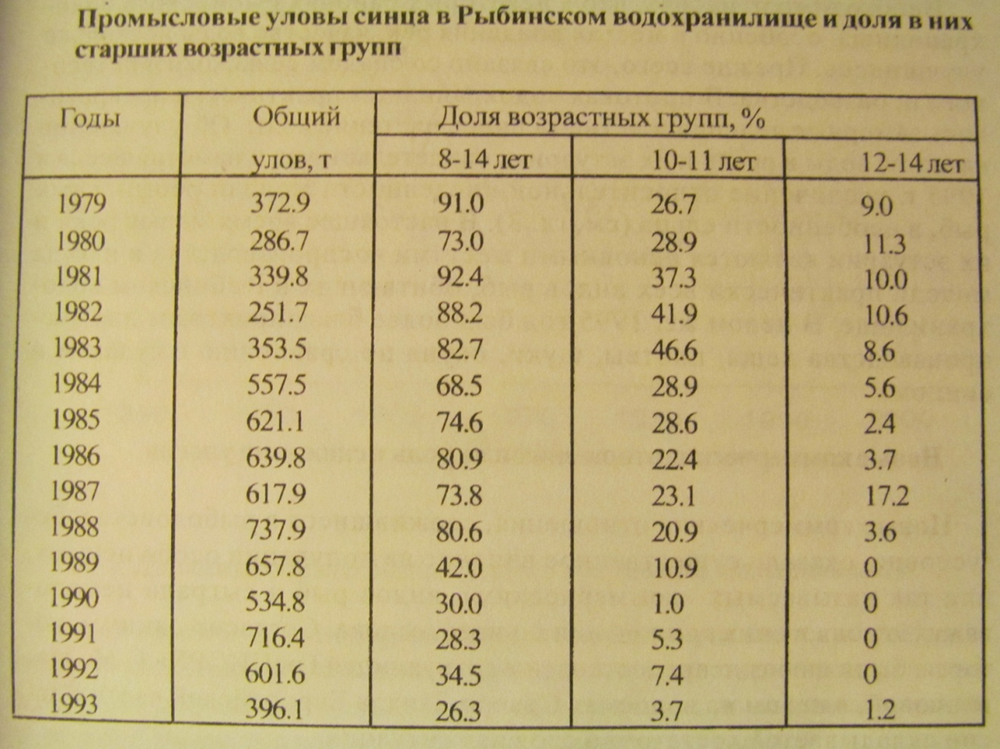 Промысловые уловы синца в Рыбинском водохранилище и доля в них
старших возрастных групп
Годы Общий Доля возрастных групп, %
улов, т 8-14 лет 10-11 лет 12-14 лет
1979 372.9 91.0 26.7 9.0
1980 286.7 73.0 28.9 11.3
1981 339.8 92.4 37.3 10.0
1982 251.7 88.2 41.9 10.6
1983 353.5 82.7 46.6 8.6
1984 557.5 68.5 28.9 5.6
1985 621.1 74.6 28.6 2.4
1986 639.8 80.9 22.4 3.7
1987 617.9 73.8 23.1 17.2
1988 737.9 80.6 20.9 3.6
1989 657.8 42.0 10.9 0
1990 534.8 30.0 1.0 0
1991 716.4 28.3 5.3 0
1992 601.6 34.5 7.4 0
1993 396.1 26.3 3.7 1.2